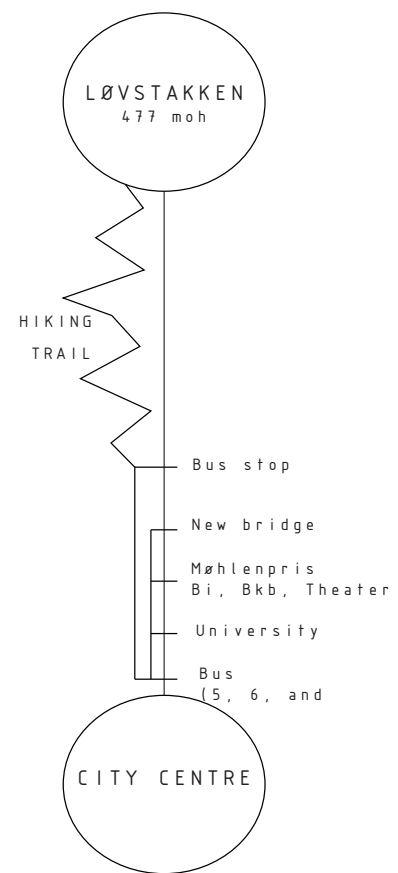 LØVSTAKKEN
477 moh
HIKING
TRAIL
Bus stop
New bridge
Møhlenpris
Bi, Bkb, Theater
University
Bus
(5, 6, and
CITY CENTRE